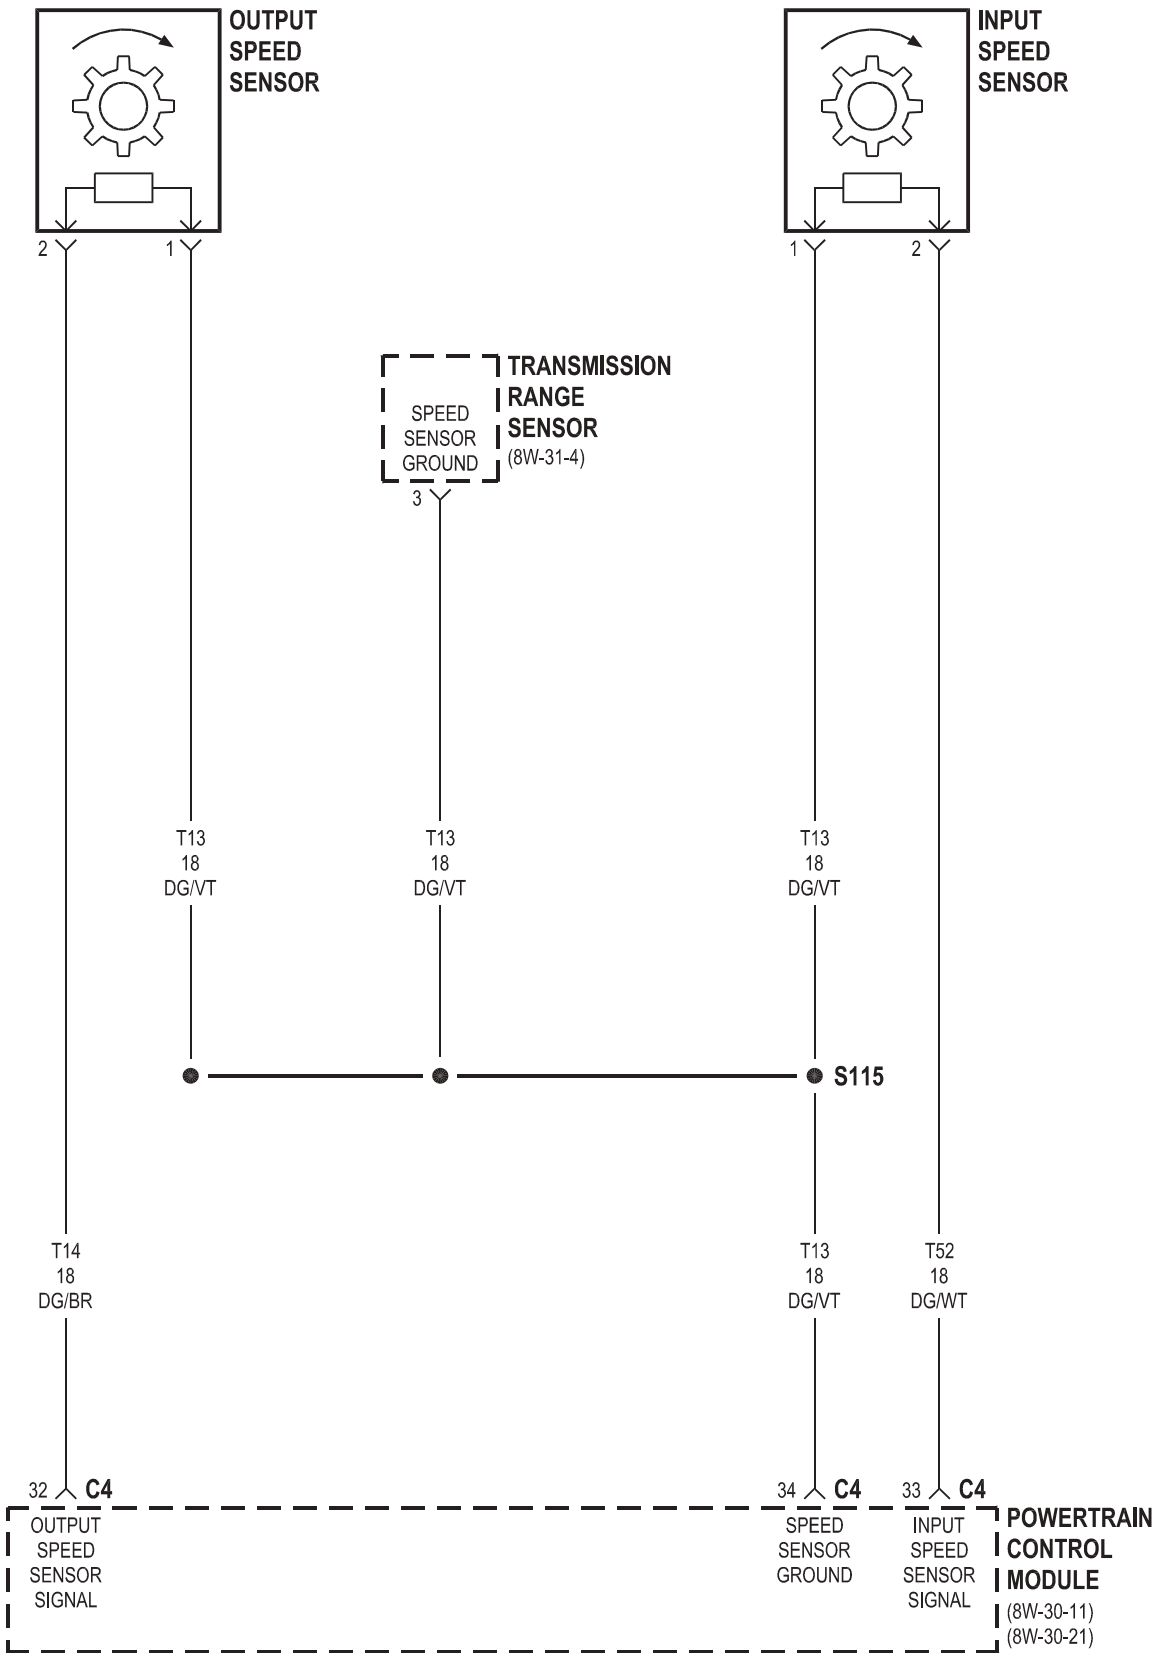 OUTPUT
SPEED
SENSOR
INPUT
SPEED
SENSOR
2
1
1
2
TRANSMISSION
RANGE
SENSOR
(8W-31-4)
SPEED
SENSOR
GROUND
3
T13
18
DG/VT
T13
18
DG/VT
T13
18
DG/VT
S115
T14
18
DG/BR
T13
18
DG/VT
T52
18
DG/WT
32 C4
34 C4
33 C4
OUTPUT
SPEED
SENSOR
SIGNAL
SPEED
SENSOR
GROUND
INPUT
SPEED
SENSOR
SIGNAL
POWERTRAIN
CONTROL
MODULE
(8W-30-11)
(8W-30-21)